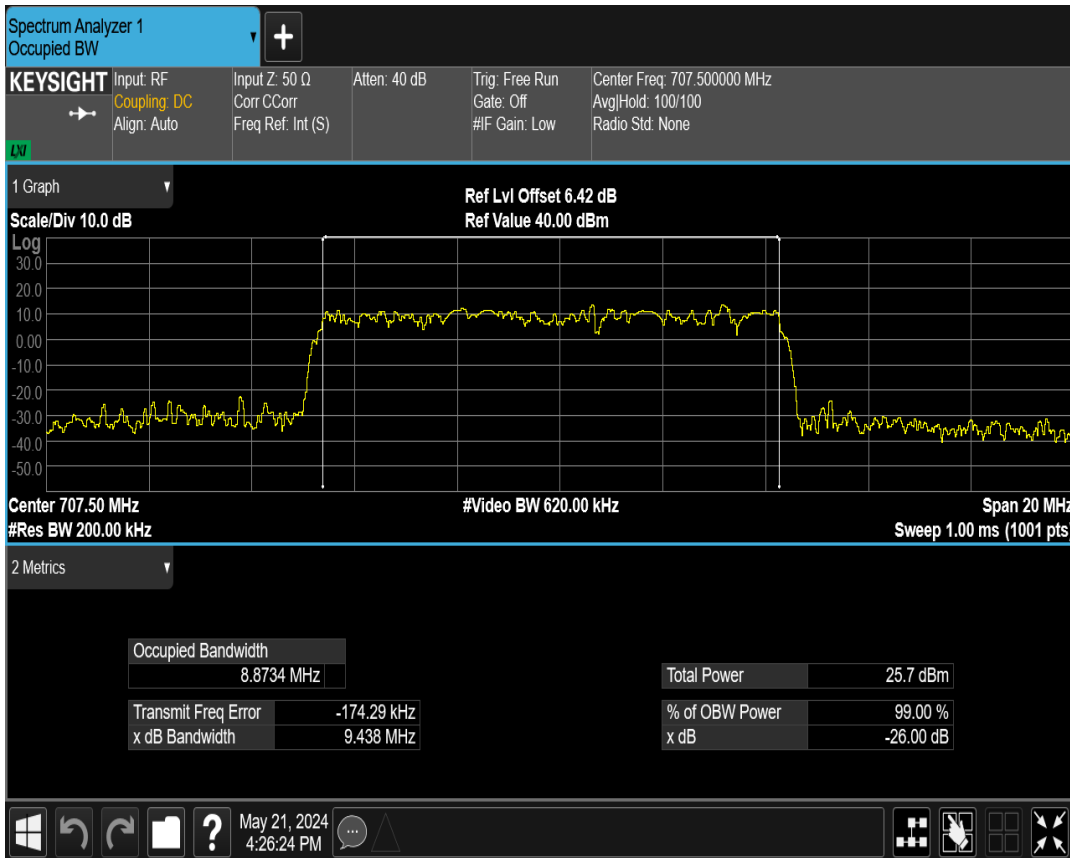 Spectrum Analyzer 1
Occupied BW
KEYSIGHT
LXI
Input: RF
Coupling: DC
Align: Auto
Input Z: 50 Ω
Corr CCorr
Freq Ref: Int (S)
Atten: 40 dB
Trig: Free Run
Gate: Off
#IF Gain: Low
Center Freq: 707.500000 MHz
Avg|Hold: 100/100
Radio Std: None
1 Graph
Scale/Div 10.0 dB
Ref Lvl Offset 6.42 dB
Ref Value 40.00 dBm
Log
30.0
20.0
10.0
0.00
-10.0
-20.0
-30.0
-40.0
-50.0
Center 707.50 MHz
#Video BW 620.00 kHz
Span 20 MHz
#Res BW 200.00 kHz
Sweep 1.00 ms (1001 pts)
2 Metrics
Occupied Bandwidth
8.8734 MHz
Total Power 25.7 dBm
Transmit Freq Error -174.29 kHz
% of OBW Power 99.00 %
x dB Bandwidth 9.438 MHz
x dB -26.00 dB
?
May 21, 2024
4:26:24 PM